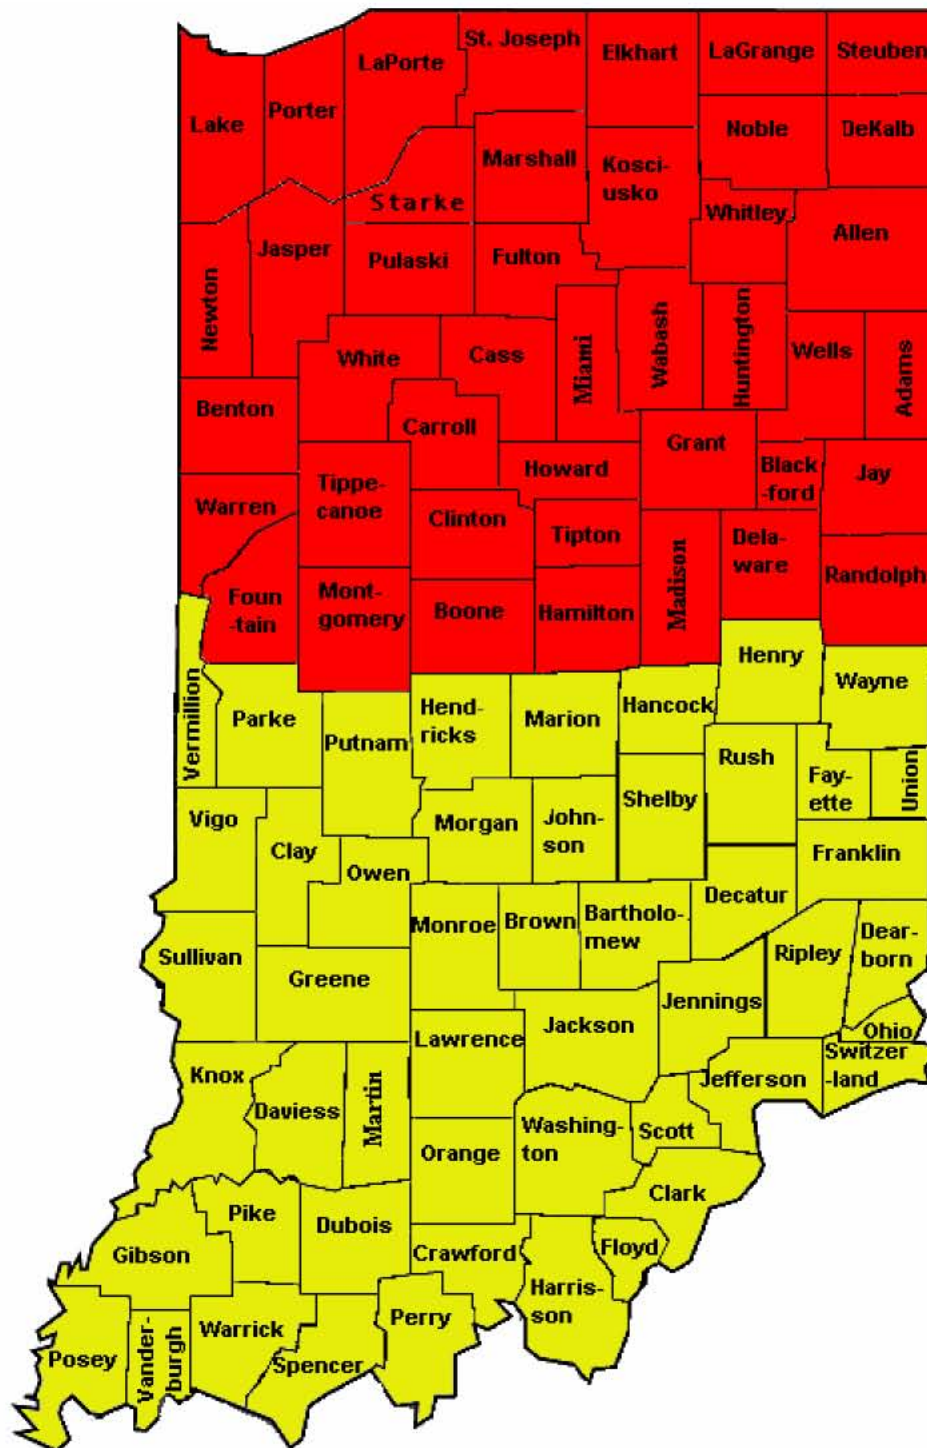 St. Joseph
Elkhart
LaGrange
Steuben
LaPorte
Porter
Lake
Noble
DeKalb
Marshall
Kosci-
usko
Starke
Whitley
Allen
Jasper
Pulaski
Fulton
Newton
White
Cass
Miami
Wabash
Huntington
Wells
Adams
Benton
Carroll
Grant
Howard
Black
-ford
Jay
Tippe-
canoe
Warren
Clinton
Tipton
Madison
Dela-
ware
Randolph
Foun
-tain
Mont-
gomery
Boone
Hamilton
Henry
Wayne
Vermillion
Parke
Putnam
Hend-
ricks
Marion
Hancock
Rush
Fay-
ette
Union
Vigo
Clay
Morgan
John-
son
Shelby
Franklin
Owen
Decatur
Monroe
Brown
Bartholo-
mew
Ripley
Dear-
born
Sullivan
Greene
Jennings
Jackson
Ohio
Lawrence
Switzer
-land
Knox
Daviess
Martin
Jefferson
Washing-
ton
Scott
Orange
Clark
Pike
Dubois
Gibson
Crawford
Floyd
Harris-
son
Perry
Warrick
Posey
Vander-
burgh
Spencer